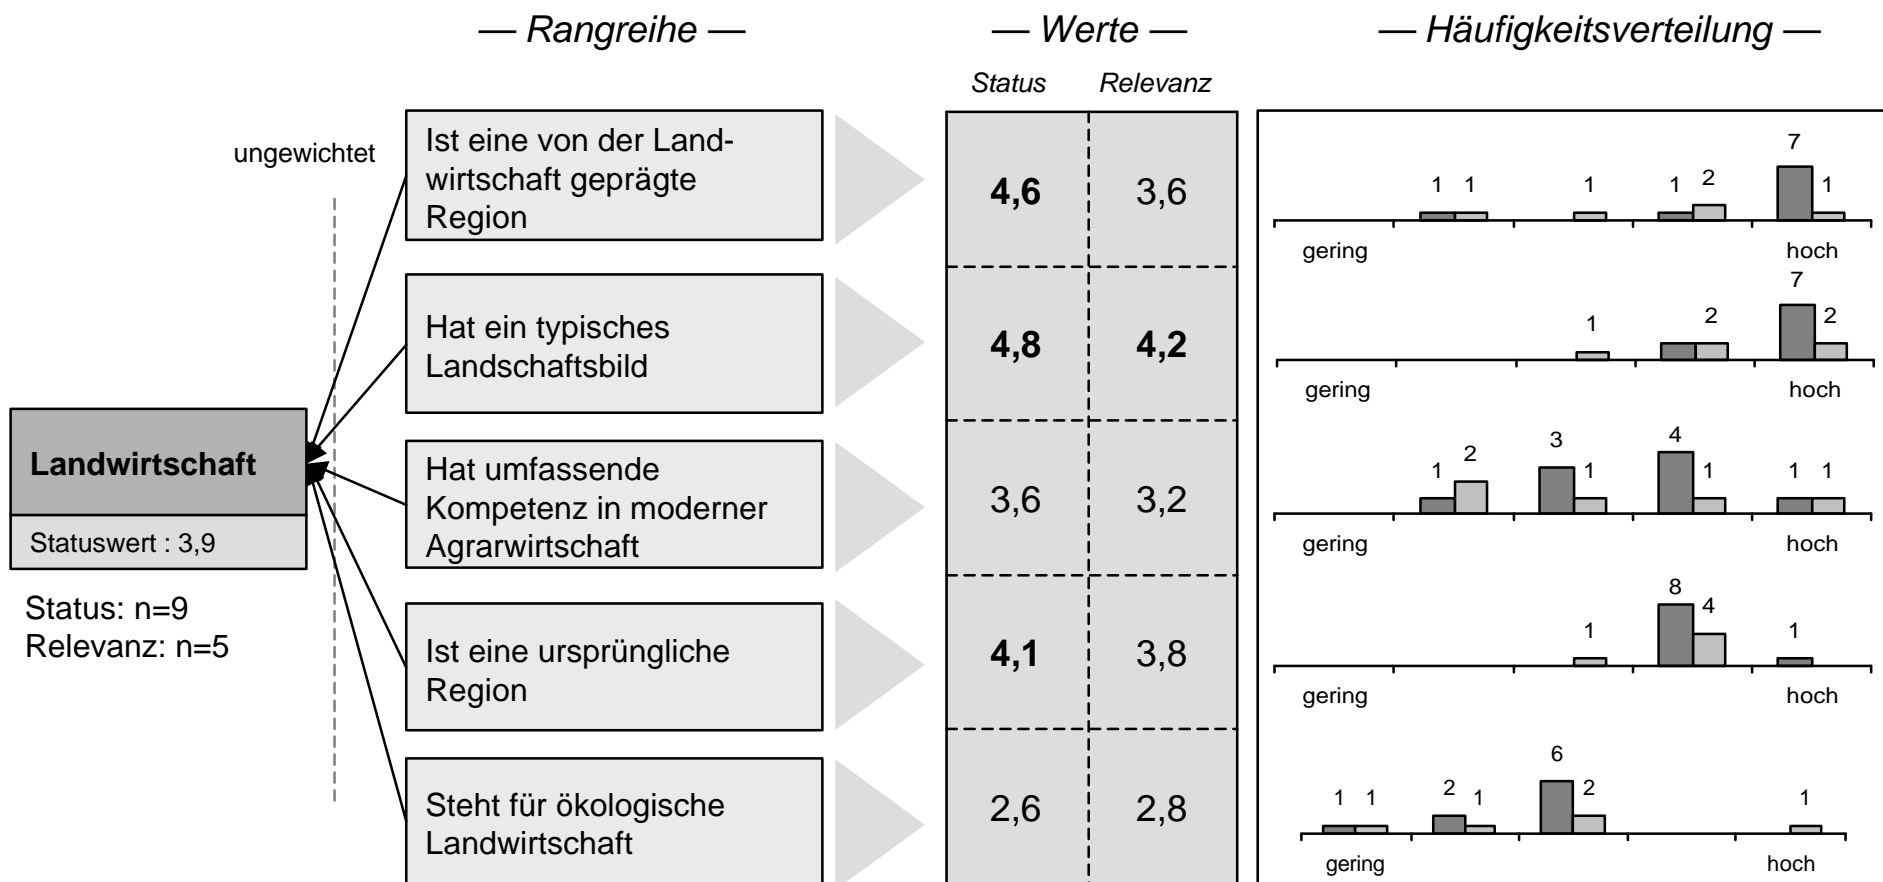 — Rangreihe —
— Werte —
— Häufigkeitsverteilung —
Status
Relevanz
ungewichtet
Ist eine von der Land-
wirtschaft geprägte
Region
4,6
3,6
1 1 1 1 2 7 1
gering
hoch
Hat ein typisches
Landschaftsbild
4,8
4,2
1 2 7 2
gering
hoch
Landwirtschaft
Statuswert : 3,9
Status: n=9
Relevanz: n=5
Hat umfassende
Kompetenz in moderner
Agrarwirtschaft
3,6
3,2
1 2 3 1 4 1 1 1
gering
hoch
Ist eine ursprüngliche
Region
4,1
3,8
1 8 4 1
gering
hoch
Steht für ökologische
Landwirtschaft
2,6
2,8
1 1 2 1 6 2 1
gering
hoch